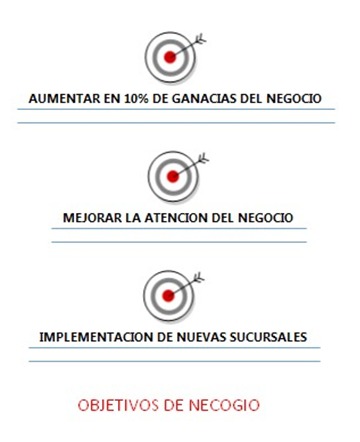 AUMENTAR EN 10% DE GANACIAS DEL NEGOCIO
MEJORAR LA ATENCION DEL NEGOCIO
IMPLEMENTACION DE NUEVAS SUCURSALES
OBJETIVOS DE NECOGIO